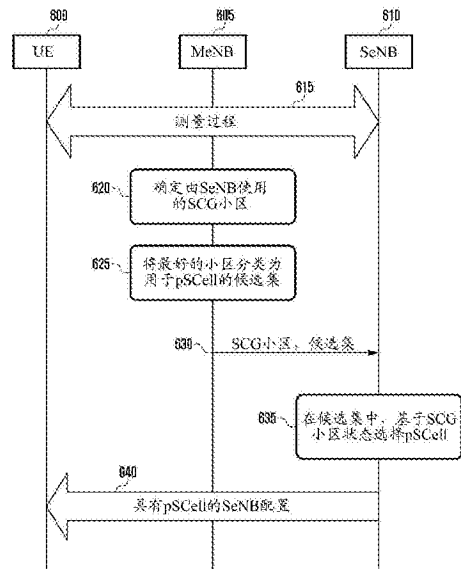 600
605
610
UE
MeNB
SeNB
615
测量过程
620
确定由SeNB使用
的SCG小区
625
将最好的小区分类为
用于pSCell的候选集
630
SCG小区, 候选集
635
在候选集中, 基于SCG
小区状态选择pSCell
640
具有pSCell的SeNB配置